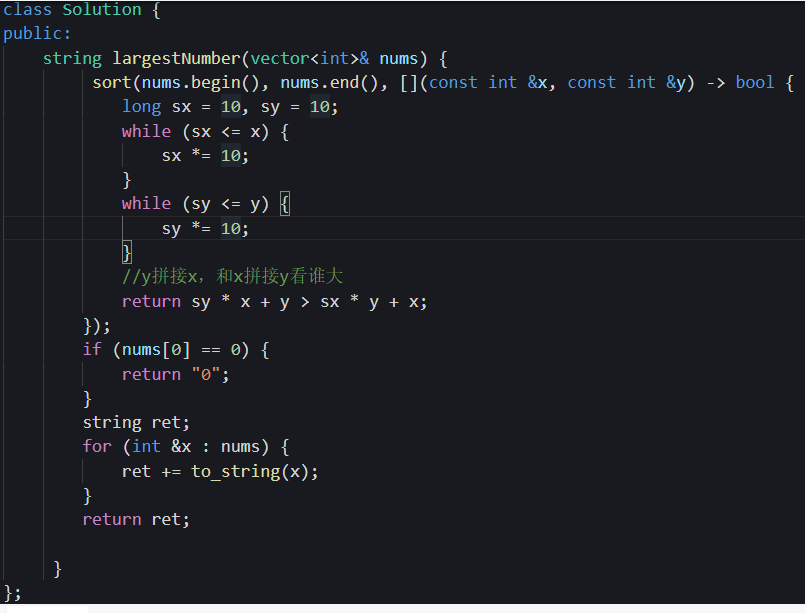 class Solution {
public:
    string largestNumber(vector<int>& nums) {
         sort(nums.begin(), nums.end(), [](const int &x, const int &y) -> bool {
            long sx = 10, sy = 10;
            while (sx <= x) {
                sx *= 10;
            }
            while (sy <= y) {
                sy *= 10;
            }
            //y拼接x，和x拼接y看谁大
            return sy * x + y > sx * y + x;
        });
        if (nums[0] == 0) {
            return "0";
        }
        string ret;
        for (int &x : nums) {
            ret += to_string(x);
        }
        return ret;
     }
};